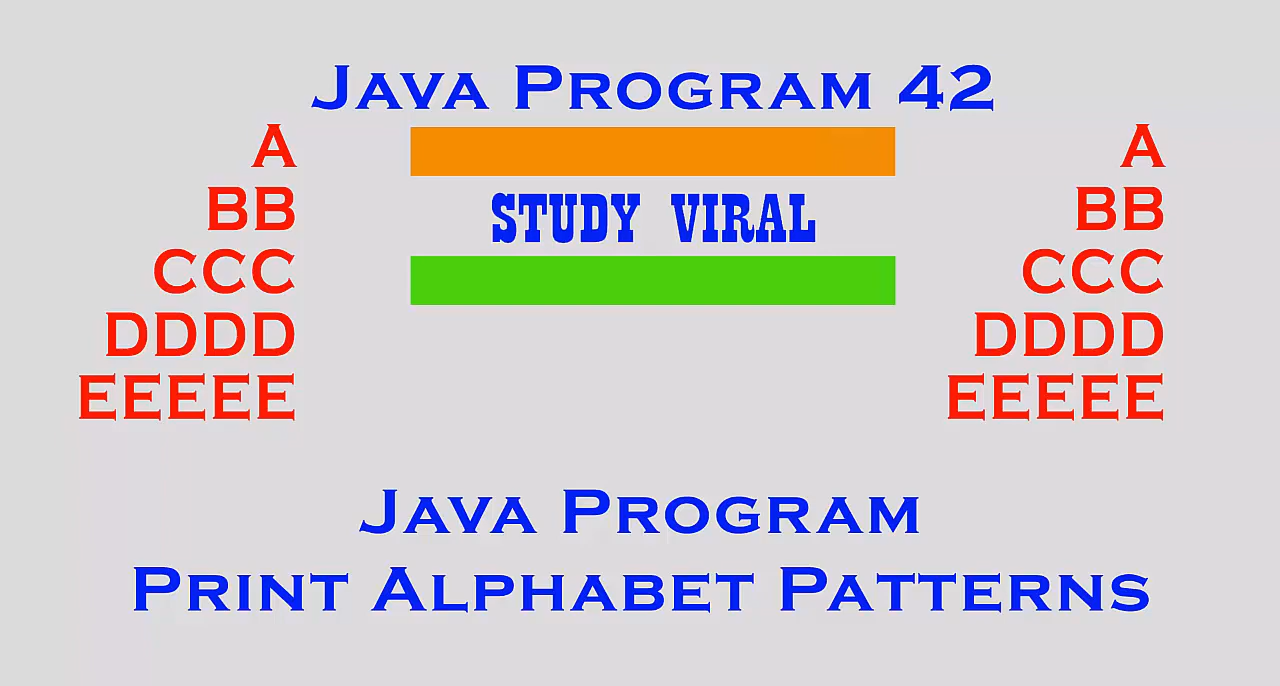 Java Program 42
A
BB
CCC
DDDD
EEEEE
STUDY VIRAL
A
BB
CCC
DDDD
EEEEE
Java Program
Print Alphabet Patterns